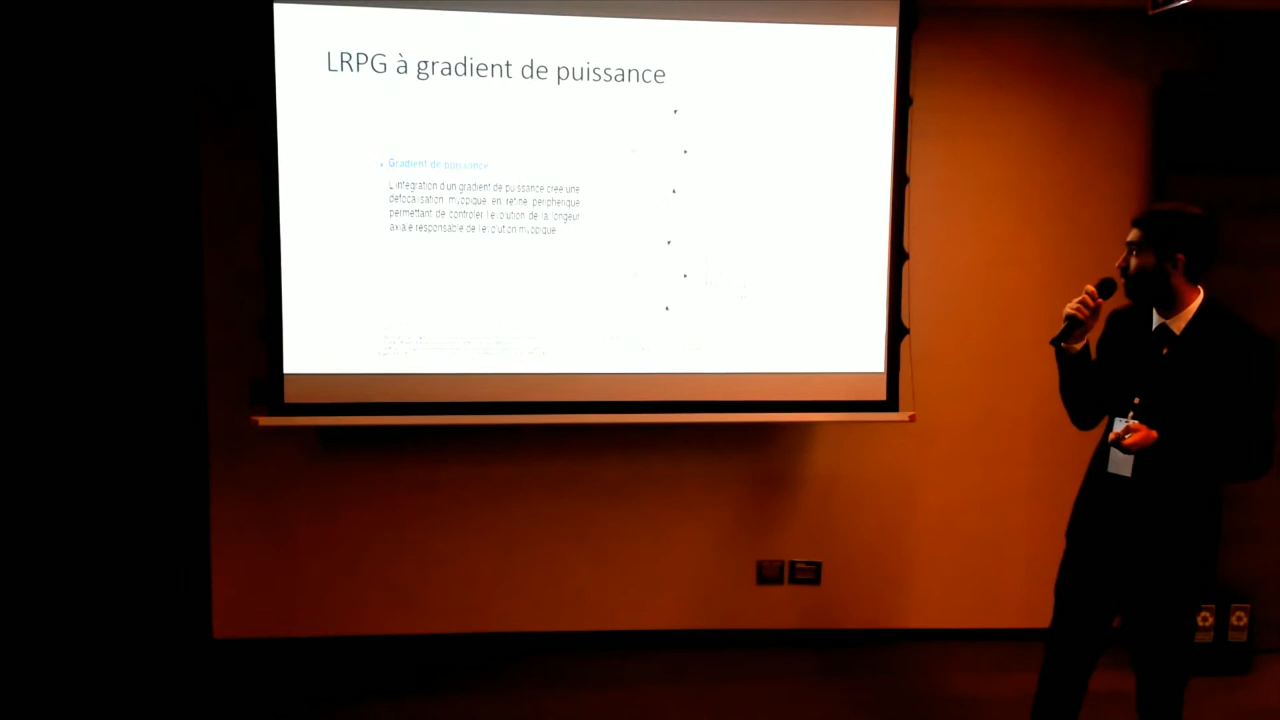 LRPG à gradient de puissance
Gradient de puissance
L'intégration d'un gradient de puissance crée une
défocalisation myopique en rétine périphérique
permettant de contrôler l'évolution de la longueur
axiale responsable de l'évolution myopique